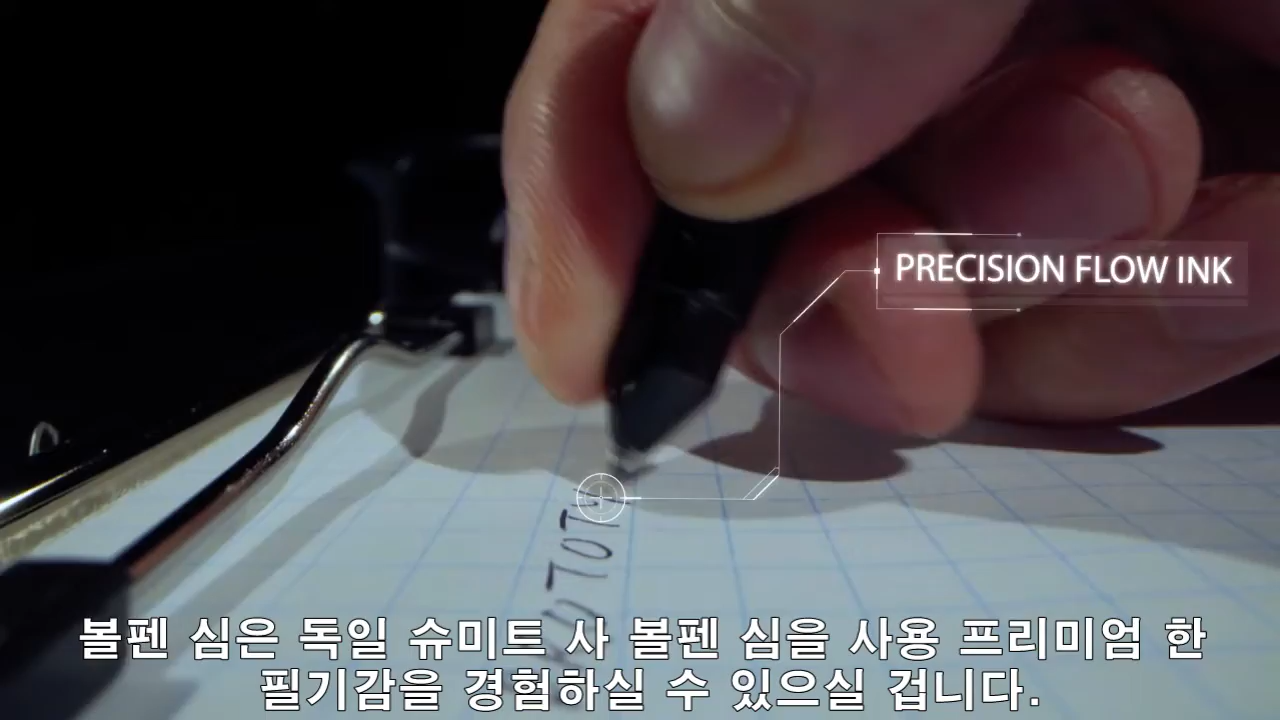 PRECISION FLOW INK
볼펜 심은 독일 슈미트 사 볼펜 심을 사용 프리미엄 한
필기감을 경험하실 수 있으실 겁니다.